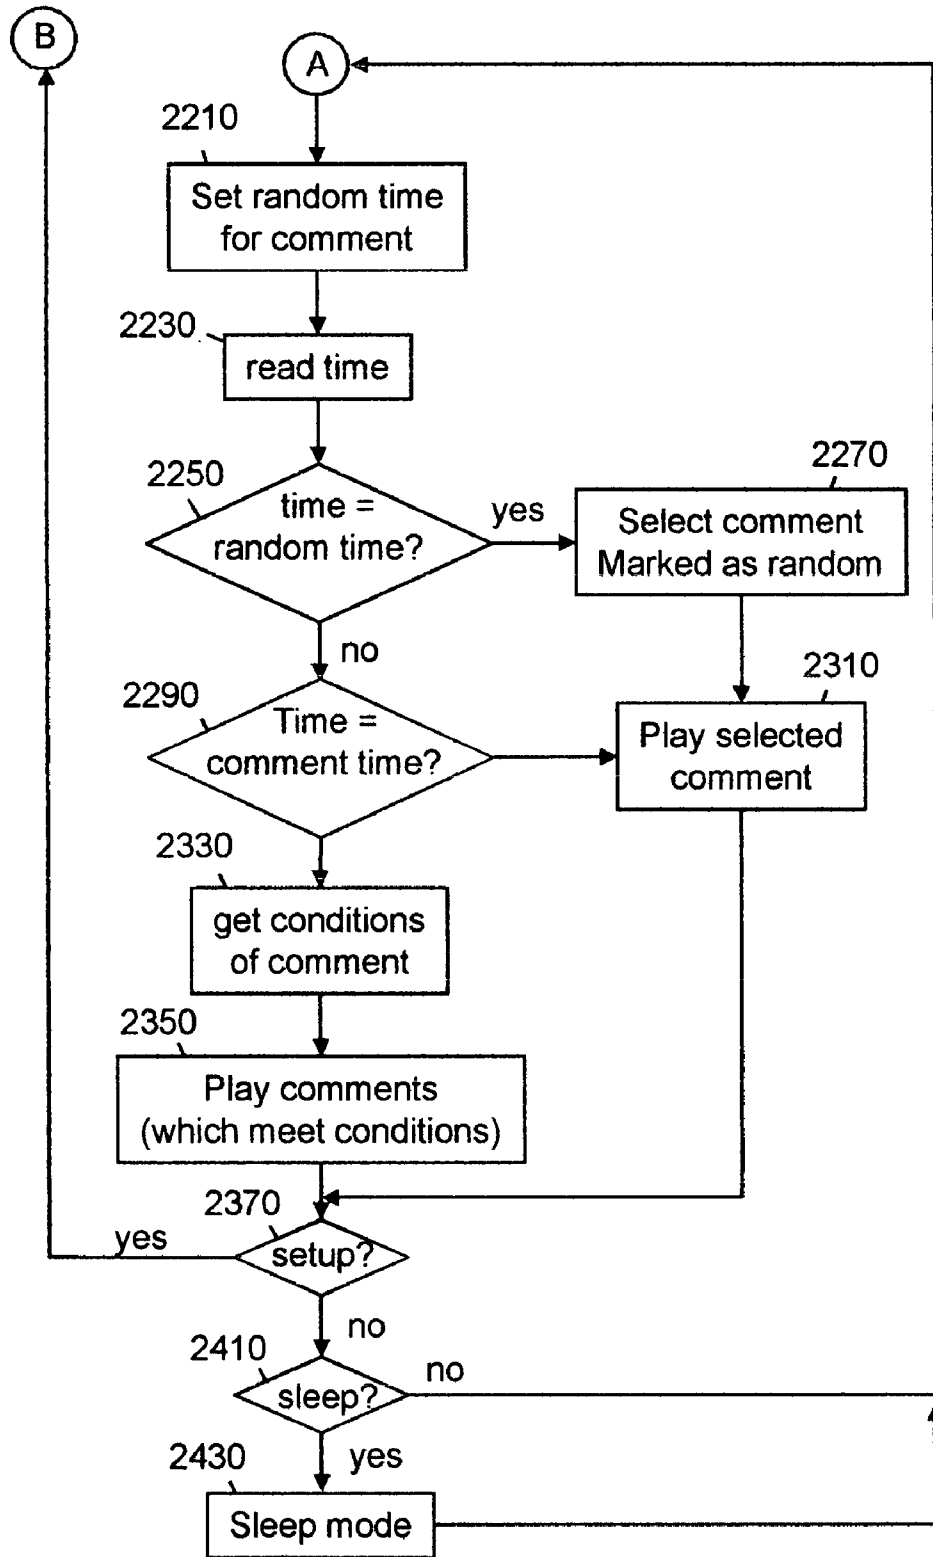 B
A
2210
Set random time
for comment
2230
read time
2250
time =
random time?
yes
2270
Select comment
Marked as random
no
2290
Time =
comment time?
2310
Play selected
comment
2330
get conditions
of comment
2350
Play comments
(which meet conditions)
2370
setup?
yes
no
2410
sleep?
no
yes
2430
Sleep mode